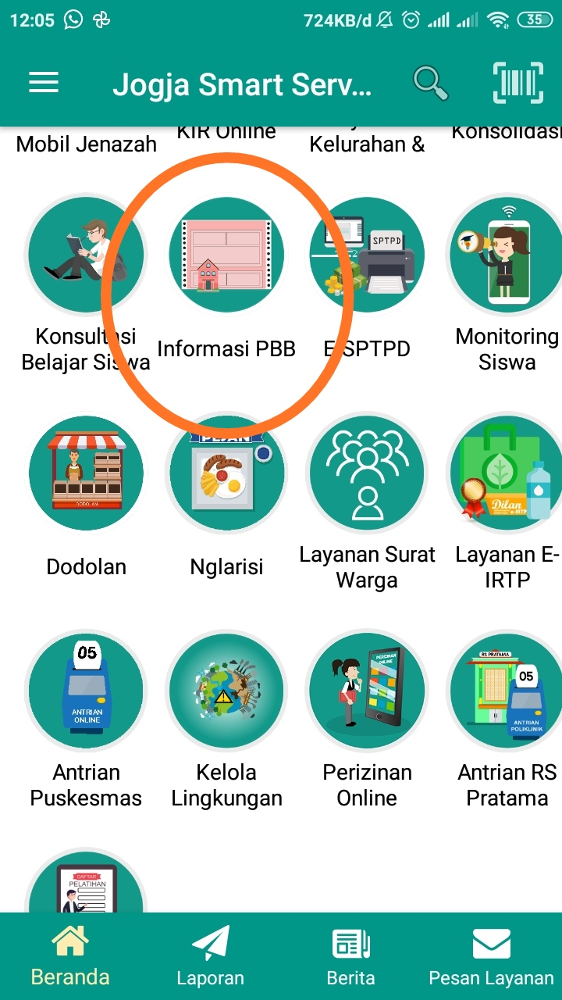 12:05
724KB/d
35
Jogja Smart Serv...
Mobil Jenazah
KIR Online
Kelurahan &
Konsolidasi
SPTPD
Konsultasi
Belajar Siswa
Informasi PBB
E-SPTPD
Monitoring
Siswa
DODOLAN
PEJAN
Dilan
e-IRTP
Dodolan
Nglarisi
Layanan Surat
Warga
Layanan E-
IRTP
05
ANTRIAN
ONLINE
PERIZINAN
ONLINE
RS PRATAMA
05
ANTRIAN
POLIKLINIK
Antrian
Puskesmas
Kelola
Lingkungan
Perizinan
Online
Antrian RS
Pratama
DAFTAR
PELATIHAN
Beranda
Laporan
Berita
Pesan Layanan